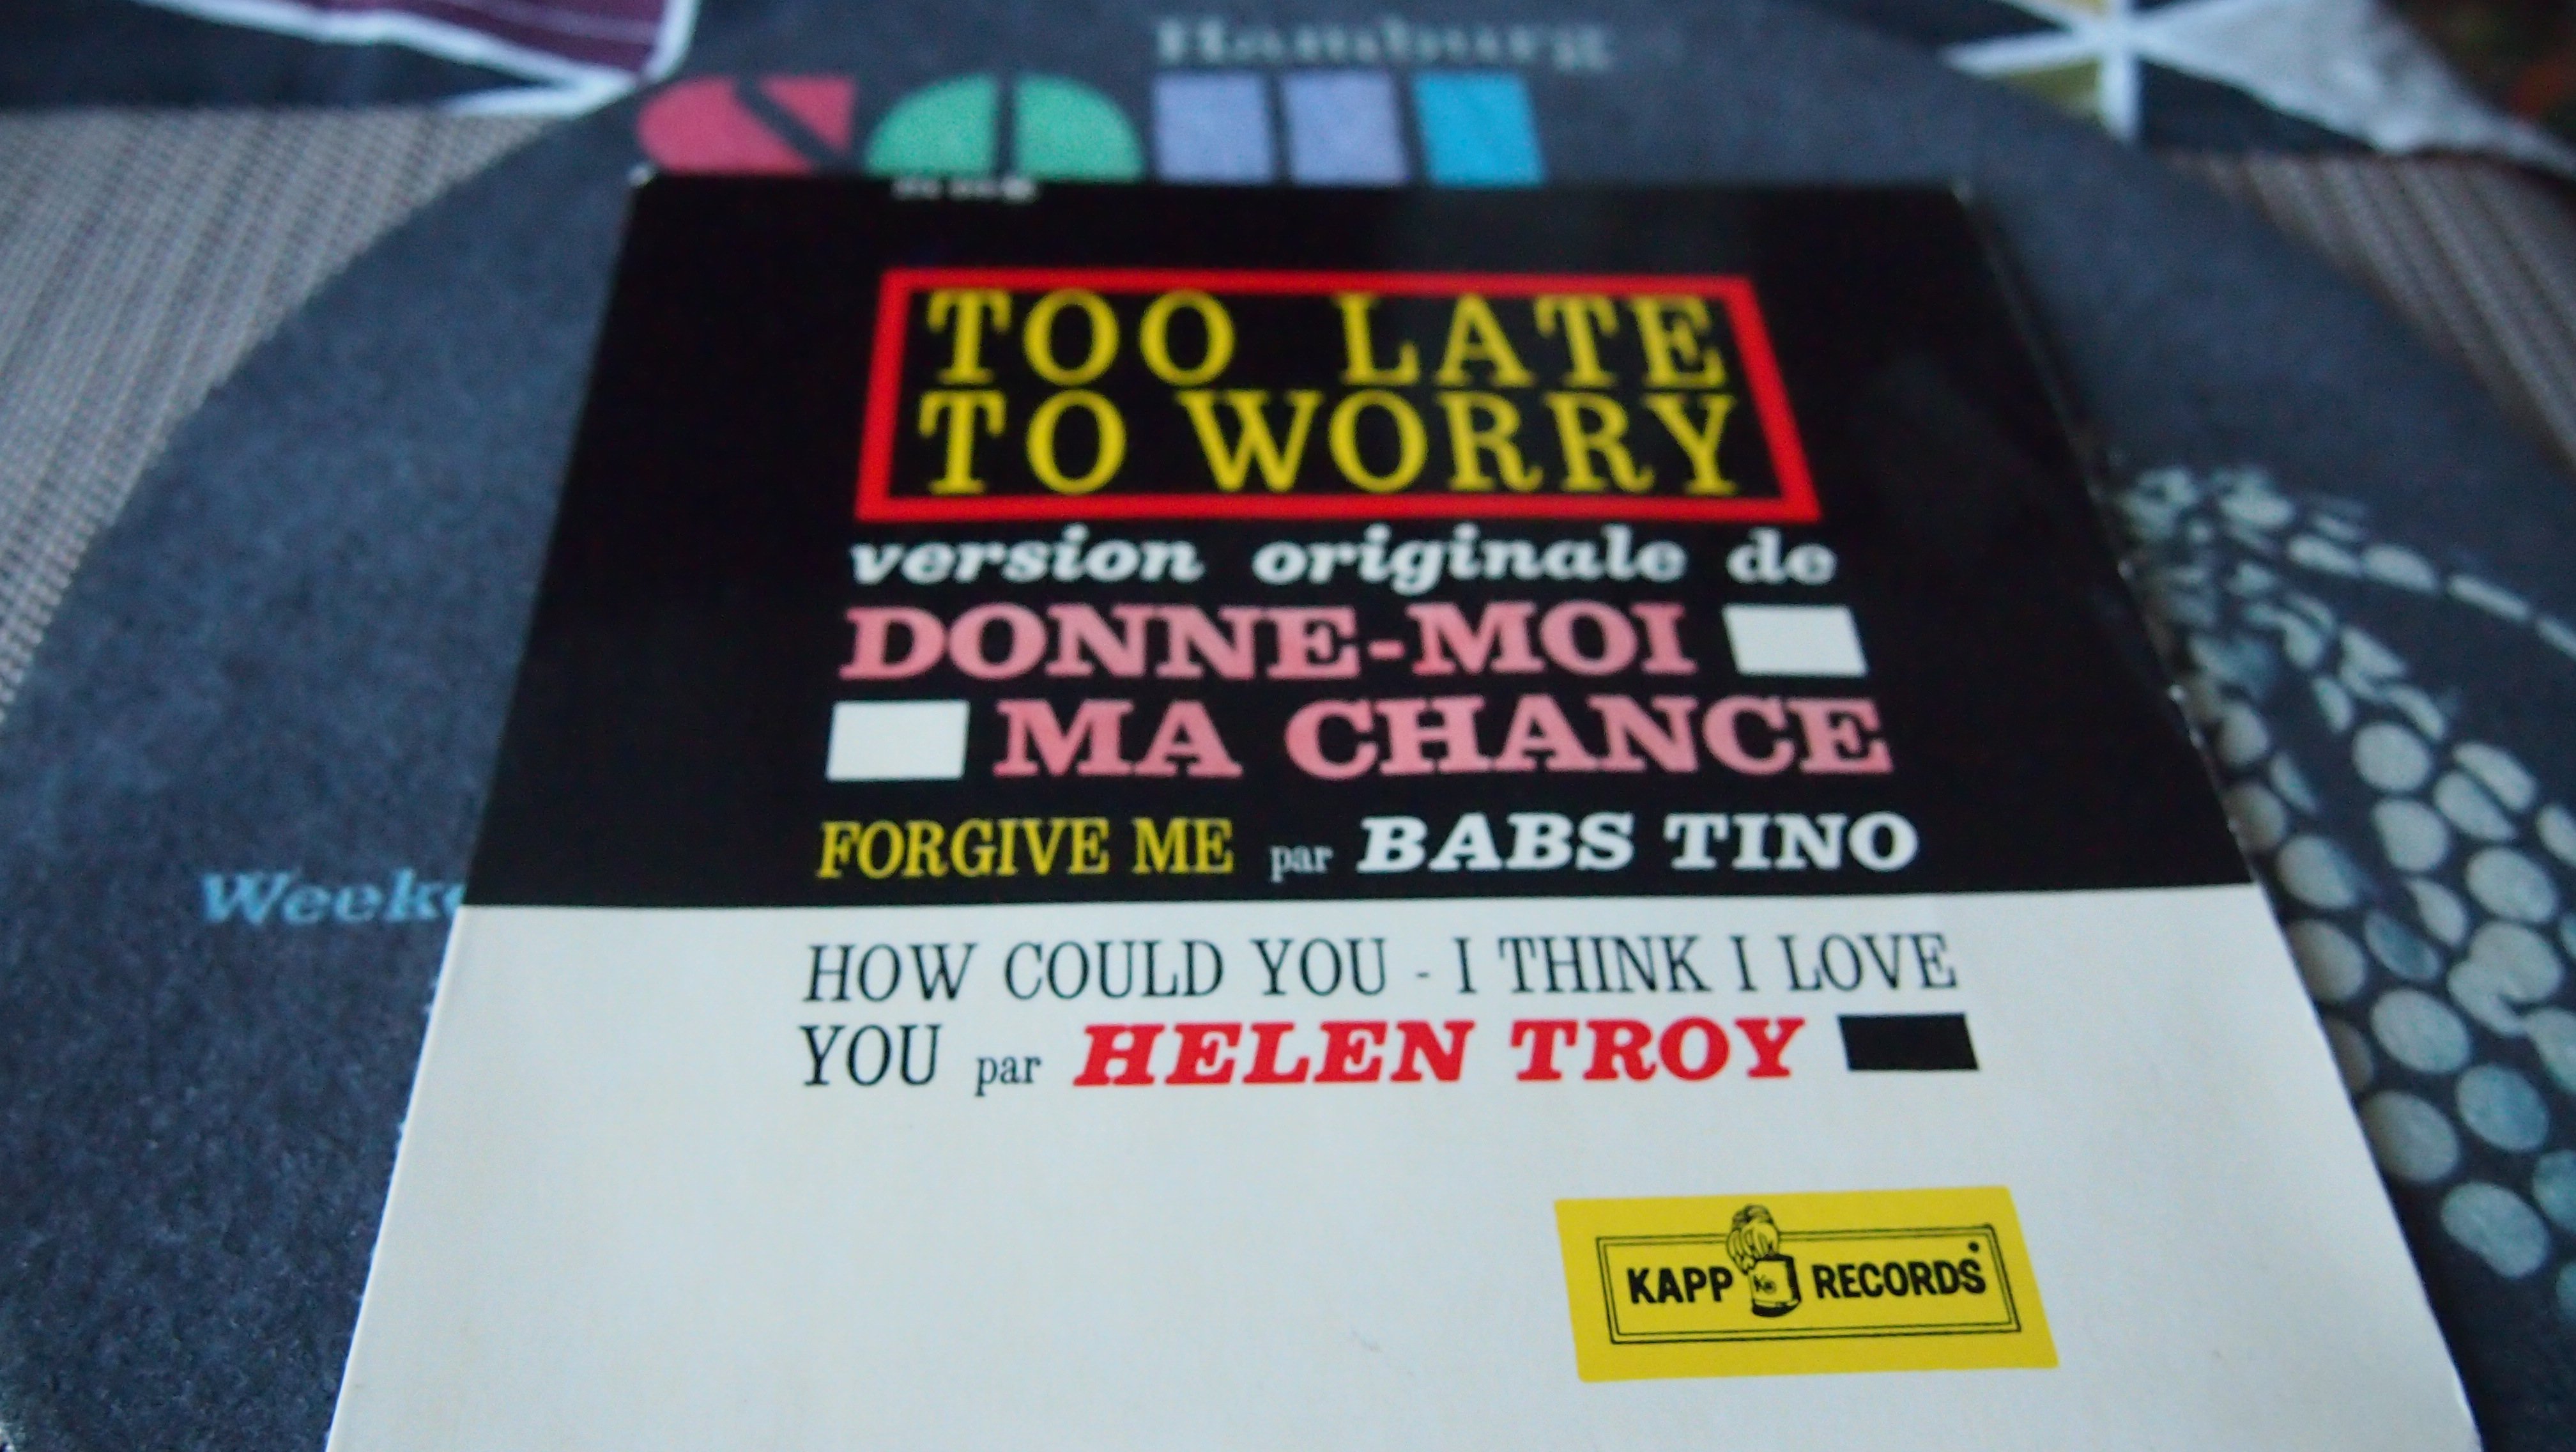 Hamburg
TOO LATE
TO WORRY
version originale de
DONNE-MOI
MA CHANCE
FORGIVE ME par BABS TINO
HOW COULD YOU - I THINK I LOVE
YOU par HELEN TROY
KAPP RECORDS